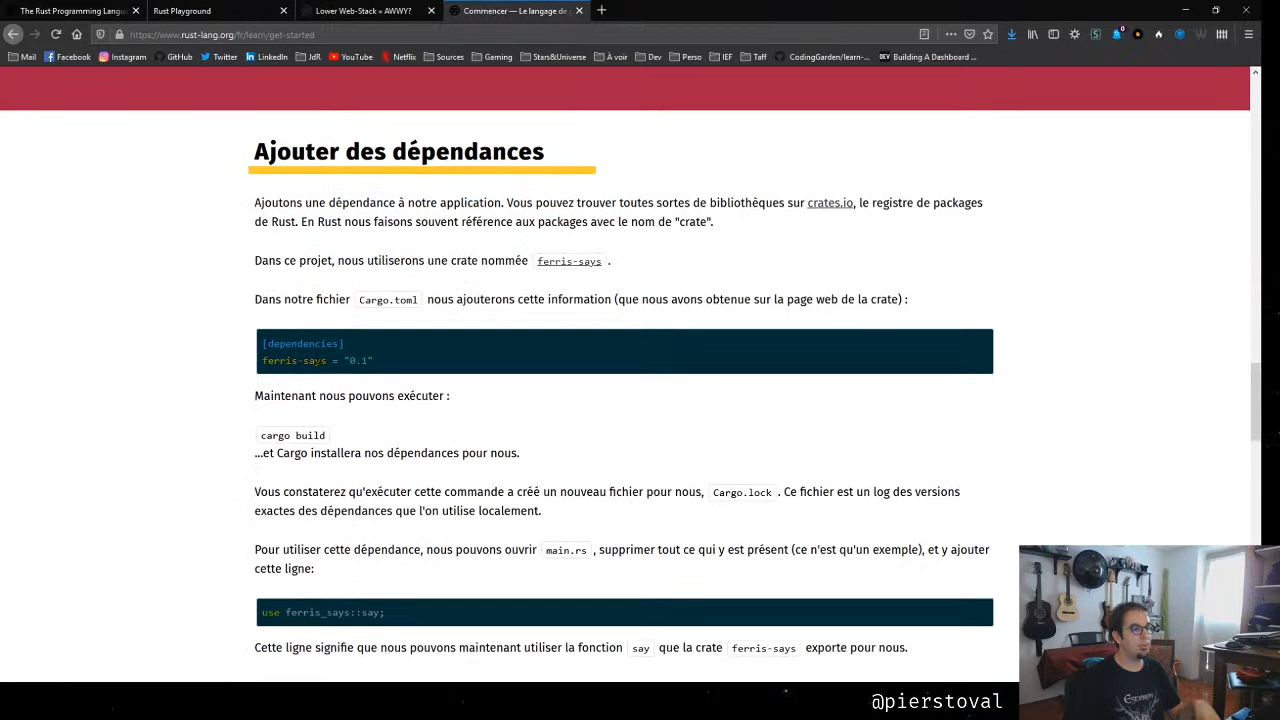 The Rust Programming Langu
Rust Playground
Lower Web-Stack » AWWY?
Commencer — Le langage de p
https://www.rust-lang.org/fr/learn/get-started
Mail
Facebook
Instagram
GitHub
Twitter
LinkedIn
JdR
YouTube
Netflix
Sources
Gaming
Stars&Universe
À voir
Dev
Perso
IEF
Taff
CodingGarden/learn-...
DEV Building A Dashboard ...
Ajouter des dépendances
Ajoutons une dépendance à notre application. Vous pouvez trouver toutes sortes de bibliothèques sur crates.io, le registre de packages
de Rust. En Rust nous faisons souvent référence aux packages avec le nom de "crate".
Dans ce projet, nous utiliserons une crate nommée ferris-says .
Dans notre fichier Cargo.toml nous ajouterons cette information (que nous avons obtenue sur la page web de la crate) :
[dependencies]
ferris-says = "0.1"
Maintenant nous pouvons exécuter :
cargo build
...et Cargo installera nos dépendances pour nous.
Vous constaterez qu'exécuter cette commande a créé un nouveau fichier pour nous, Cargo.lock . Ce fichier est un log des versions
exactes des dépendances que l'on utilise localement.
Pour utiliser cette dépendance, nous pouvons ouvrir main.rs , supprimer tout ce qui y est présent (ce n'est qu'un exemple), et y ajouter
cette ligne:
use ferris_says::say;
Cette ligne signifie que nous pouvons maintenant utiliser la fonction say que la crate ferris-says exporte pour nous.
@pierstoval